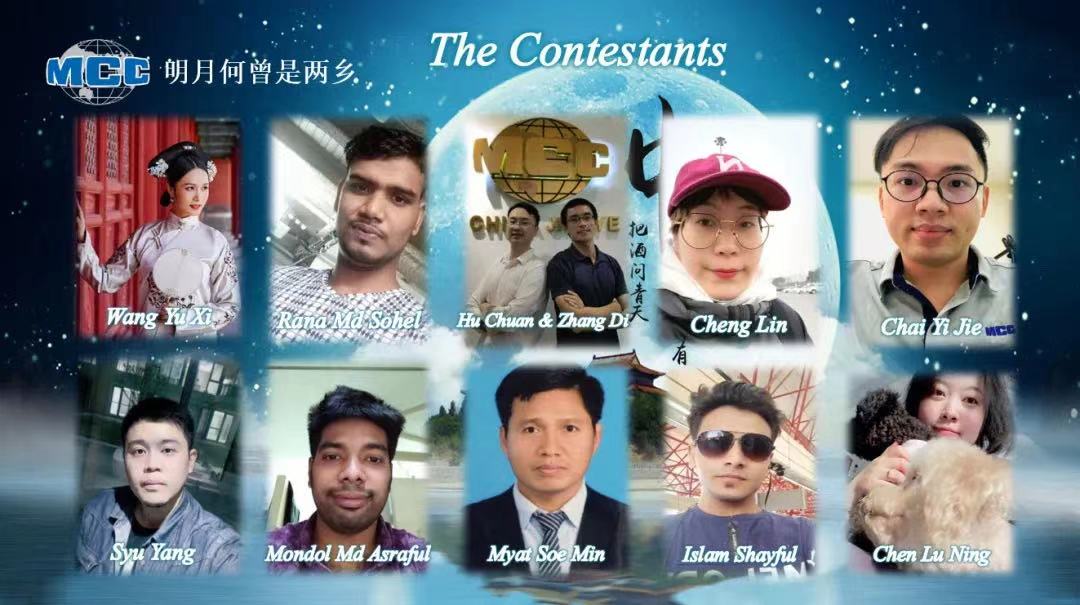 The Contestants
MCC 明月何曾是两乡
MCC
把酒问青天
有
Wang Yu Xi
Rana Md Sohel
Hu Chuan & Zhang Di
Cheng Lin
Chai Yi Jie
MCC
Syu Yang
Mondol Md Asraful
Myat Soe Min
Islam Shayful
Chen Lu Ning